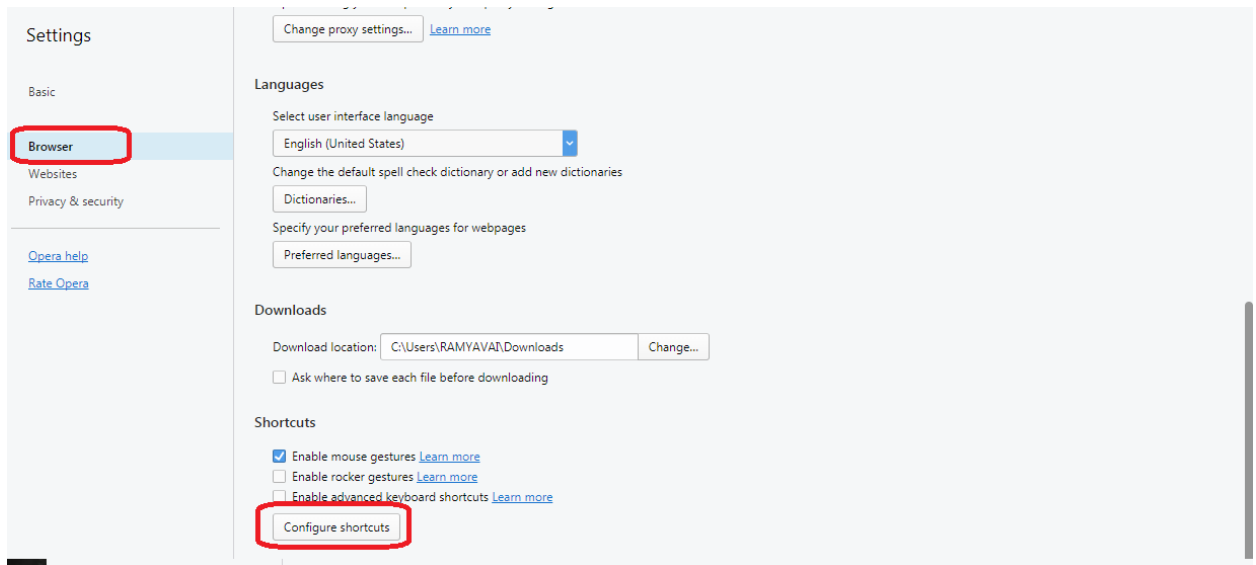 Settings
Basic
Browser
Websites
Privacy & security
Opera help
Rate Opera
Change proxy settings... Learn more
Languages
Select user interface language
English (United States)
Change the default spell check dictionary or add new dictionaries
Dictionaries...
Specify your preferred languages for webpages
Preferred languages...
Downloads
Download location: C:\Users\RAMYAVAI\Downloads Change...
Ask where to save each file before downloading
Shortcuts
Enable mouse gestures Learn more
Enable rocker gestures Learn more
Enable advanced keyboard shortcuts Learn more
Configure shortcuts